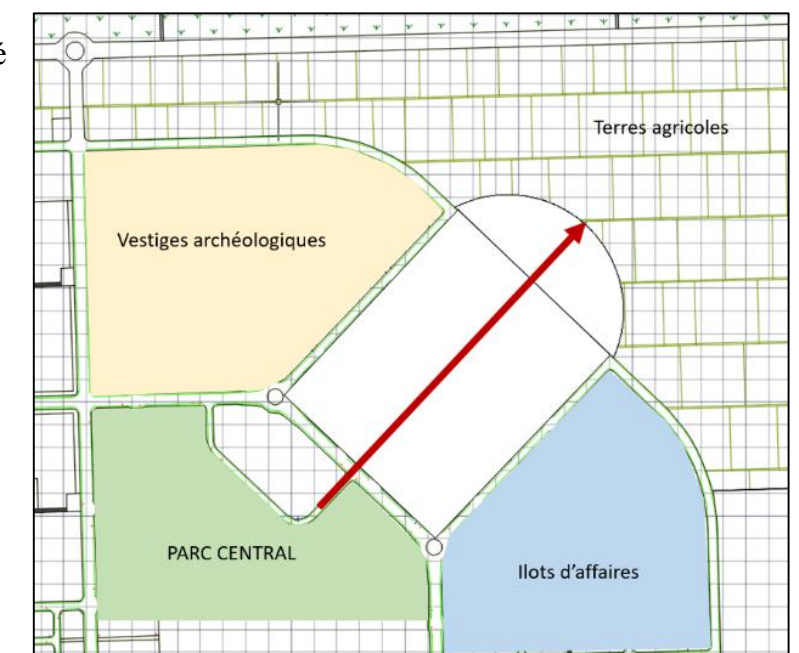 é
Terres agricoles
Vestiges archéologiques
PARC CENTRAL
Ilots d'affaires